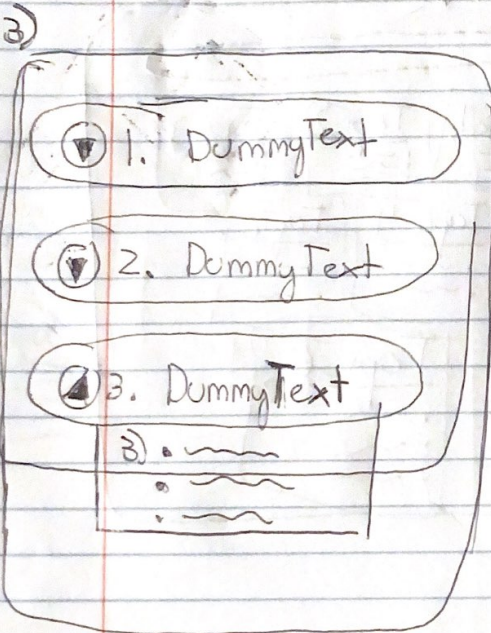 3)
1. DummyText
2. DummyText
3. DummyText
3) •
•
•